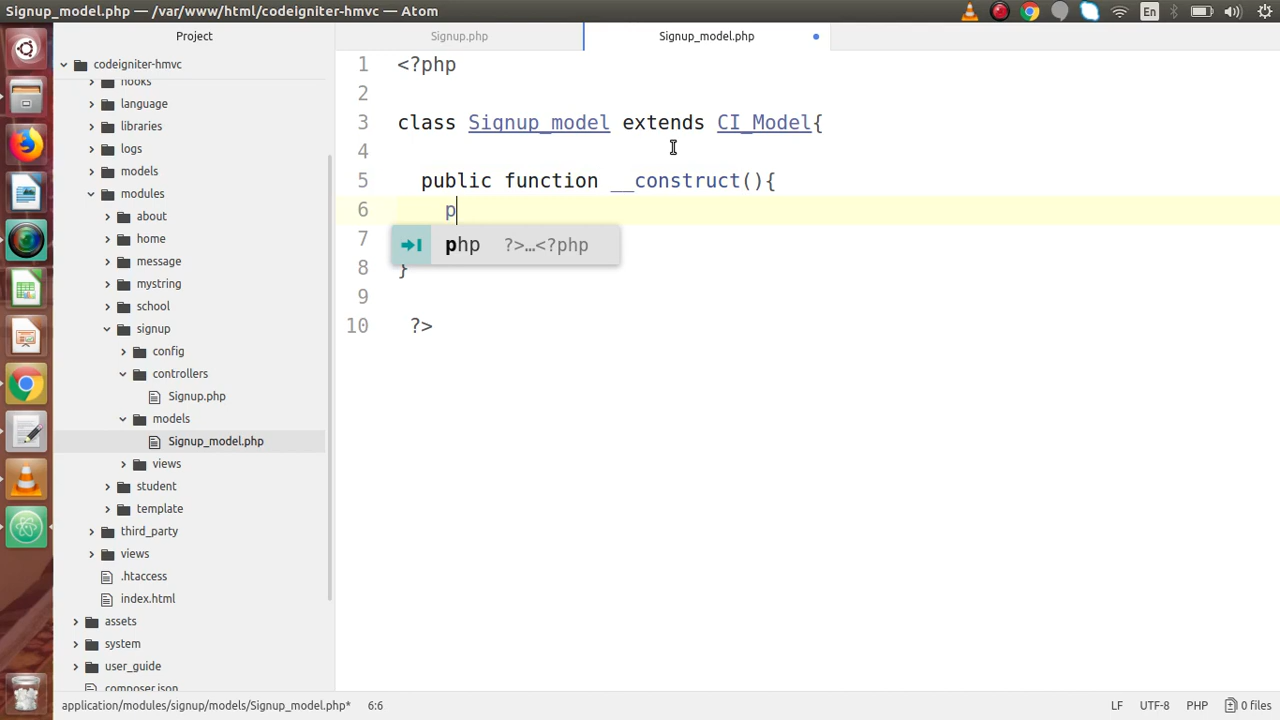 Signup_model.php — /var/www/html/codeigniter-hmvc — Atom
En
Project
codeigniter-hmvc
hooks
language
libraries
logs
models
modules
about
home
message
mystring
school
signup
config
controllers
Signup.php
models
Signup_model.php
views
student
template
third_party
views
.htaccess
index.html
assets
system
user_guide
composer.json
Signup.php
Signup_model.php
1 <?php
2
3 class Signup_model extends CI_Model{
4
5 public function __construct(){
6 p
7
8 }
9
10 ?>
php ?>…<?php
application/modules/signup/models/Signup_model.php* 6:6
LF UTF-8 PHP 0 files